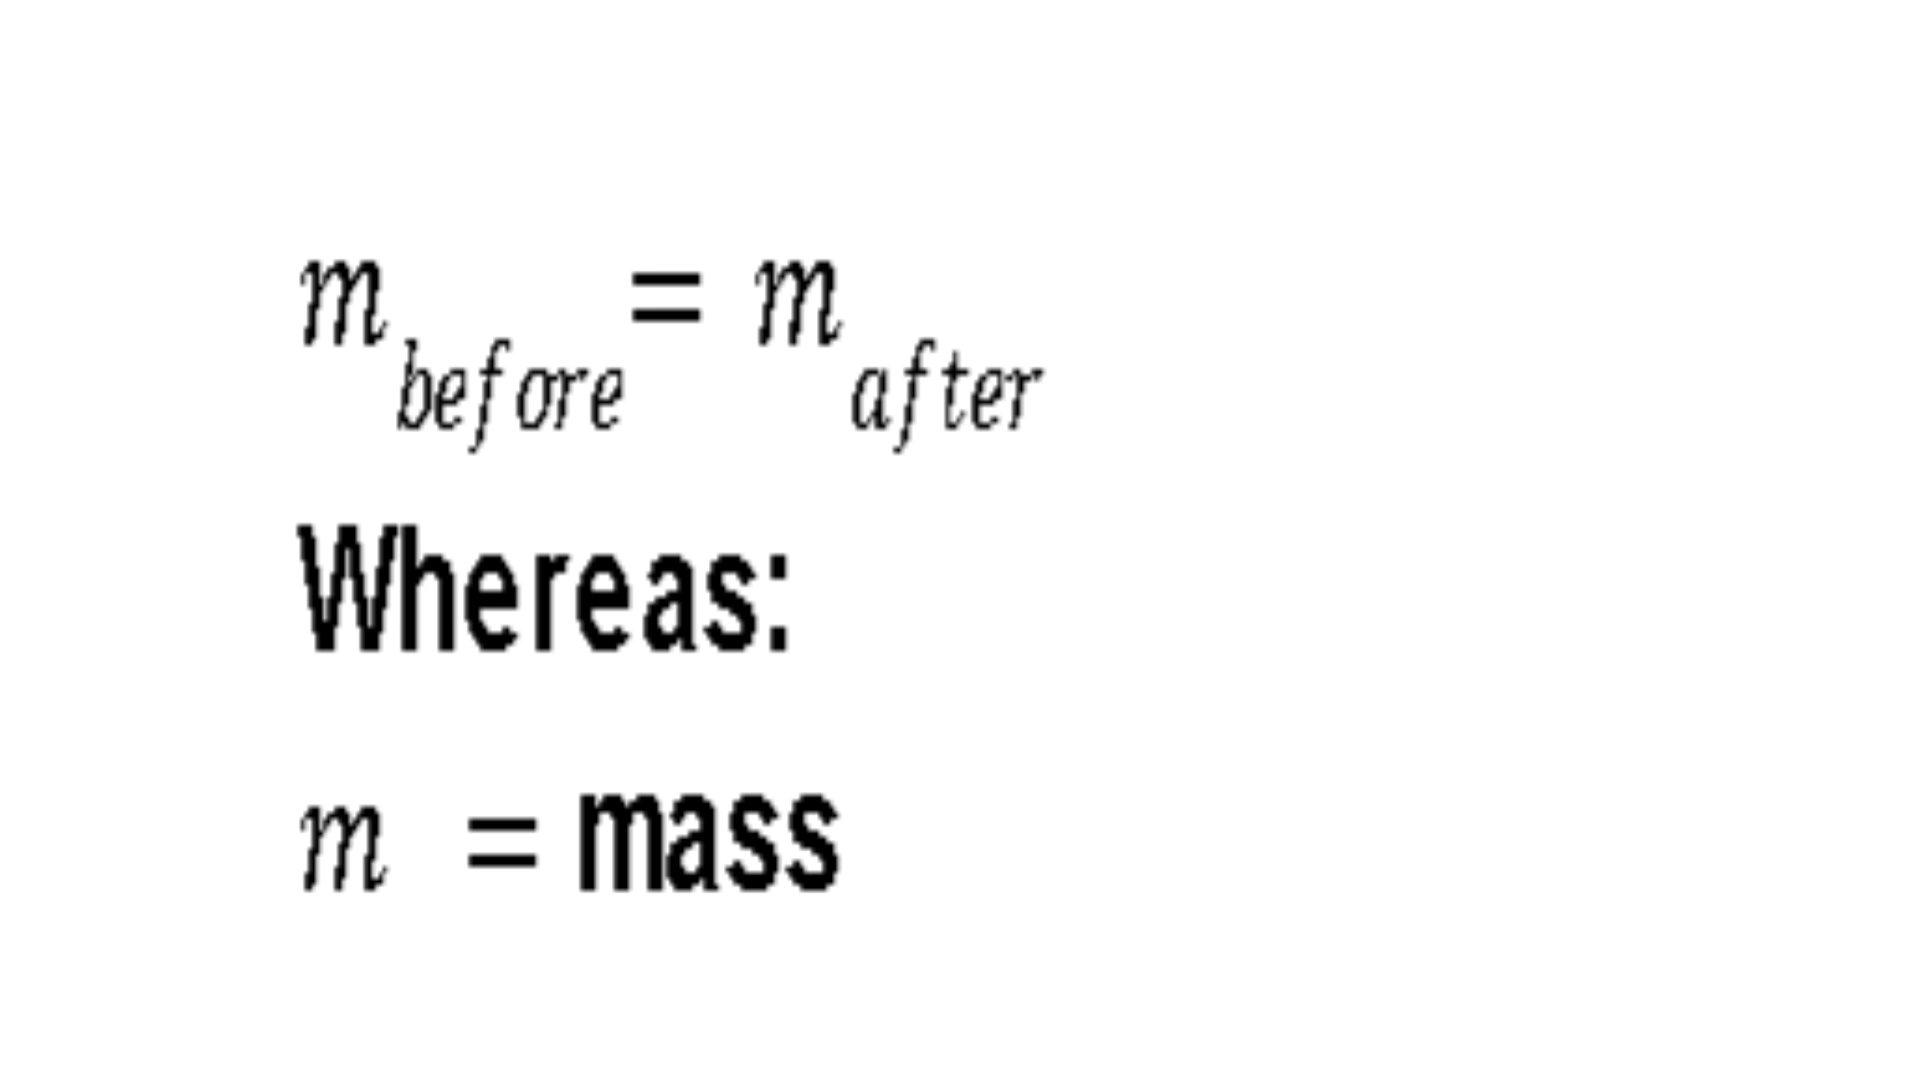 m_before = m_after
Whereas:
m = mass